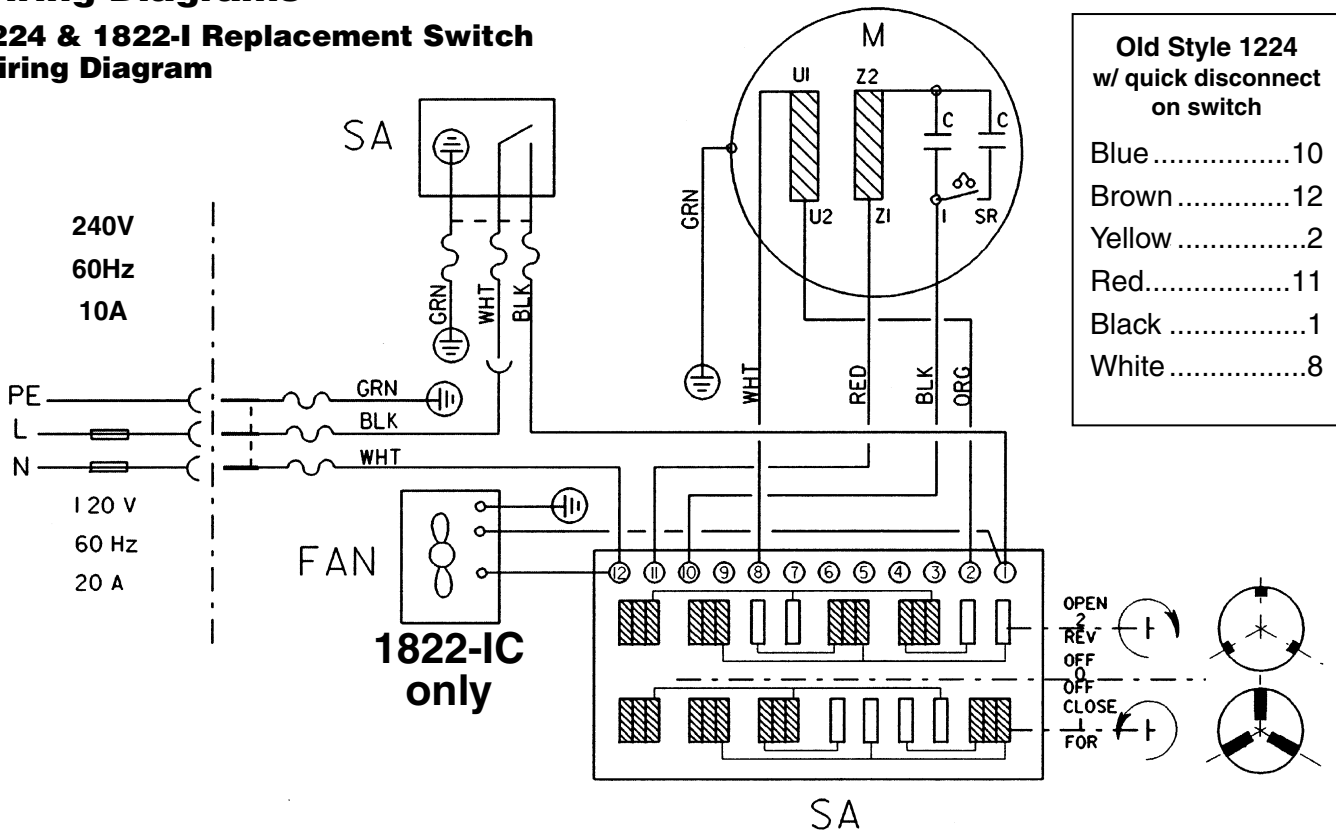 iring Diagrams
224 & 1822-I Replacement Switch
iring Diagram
SA
GRN
WHT
BLK
240V
60Hz
10A
PE
L
N
GRN
BLK
WHT
120 V
60 Hz
20 A
M
U1
Z2
C
C
U2
Z1
1
SR
GRN
WHT
RED
BLK
ORG
Old Style 1224
w/ quick disconnect
on switch
Blue.................10
Brown..............12
Yellow................2
Red..................11
Black.................1
White.................8
FAN
1822-IC
only
12 11 10 9 8 7 6 5 4 3 2 1
OPEN
2
REV
OFF
0
OFF
CLOSE
1
FOR
SA